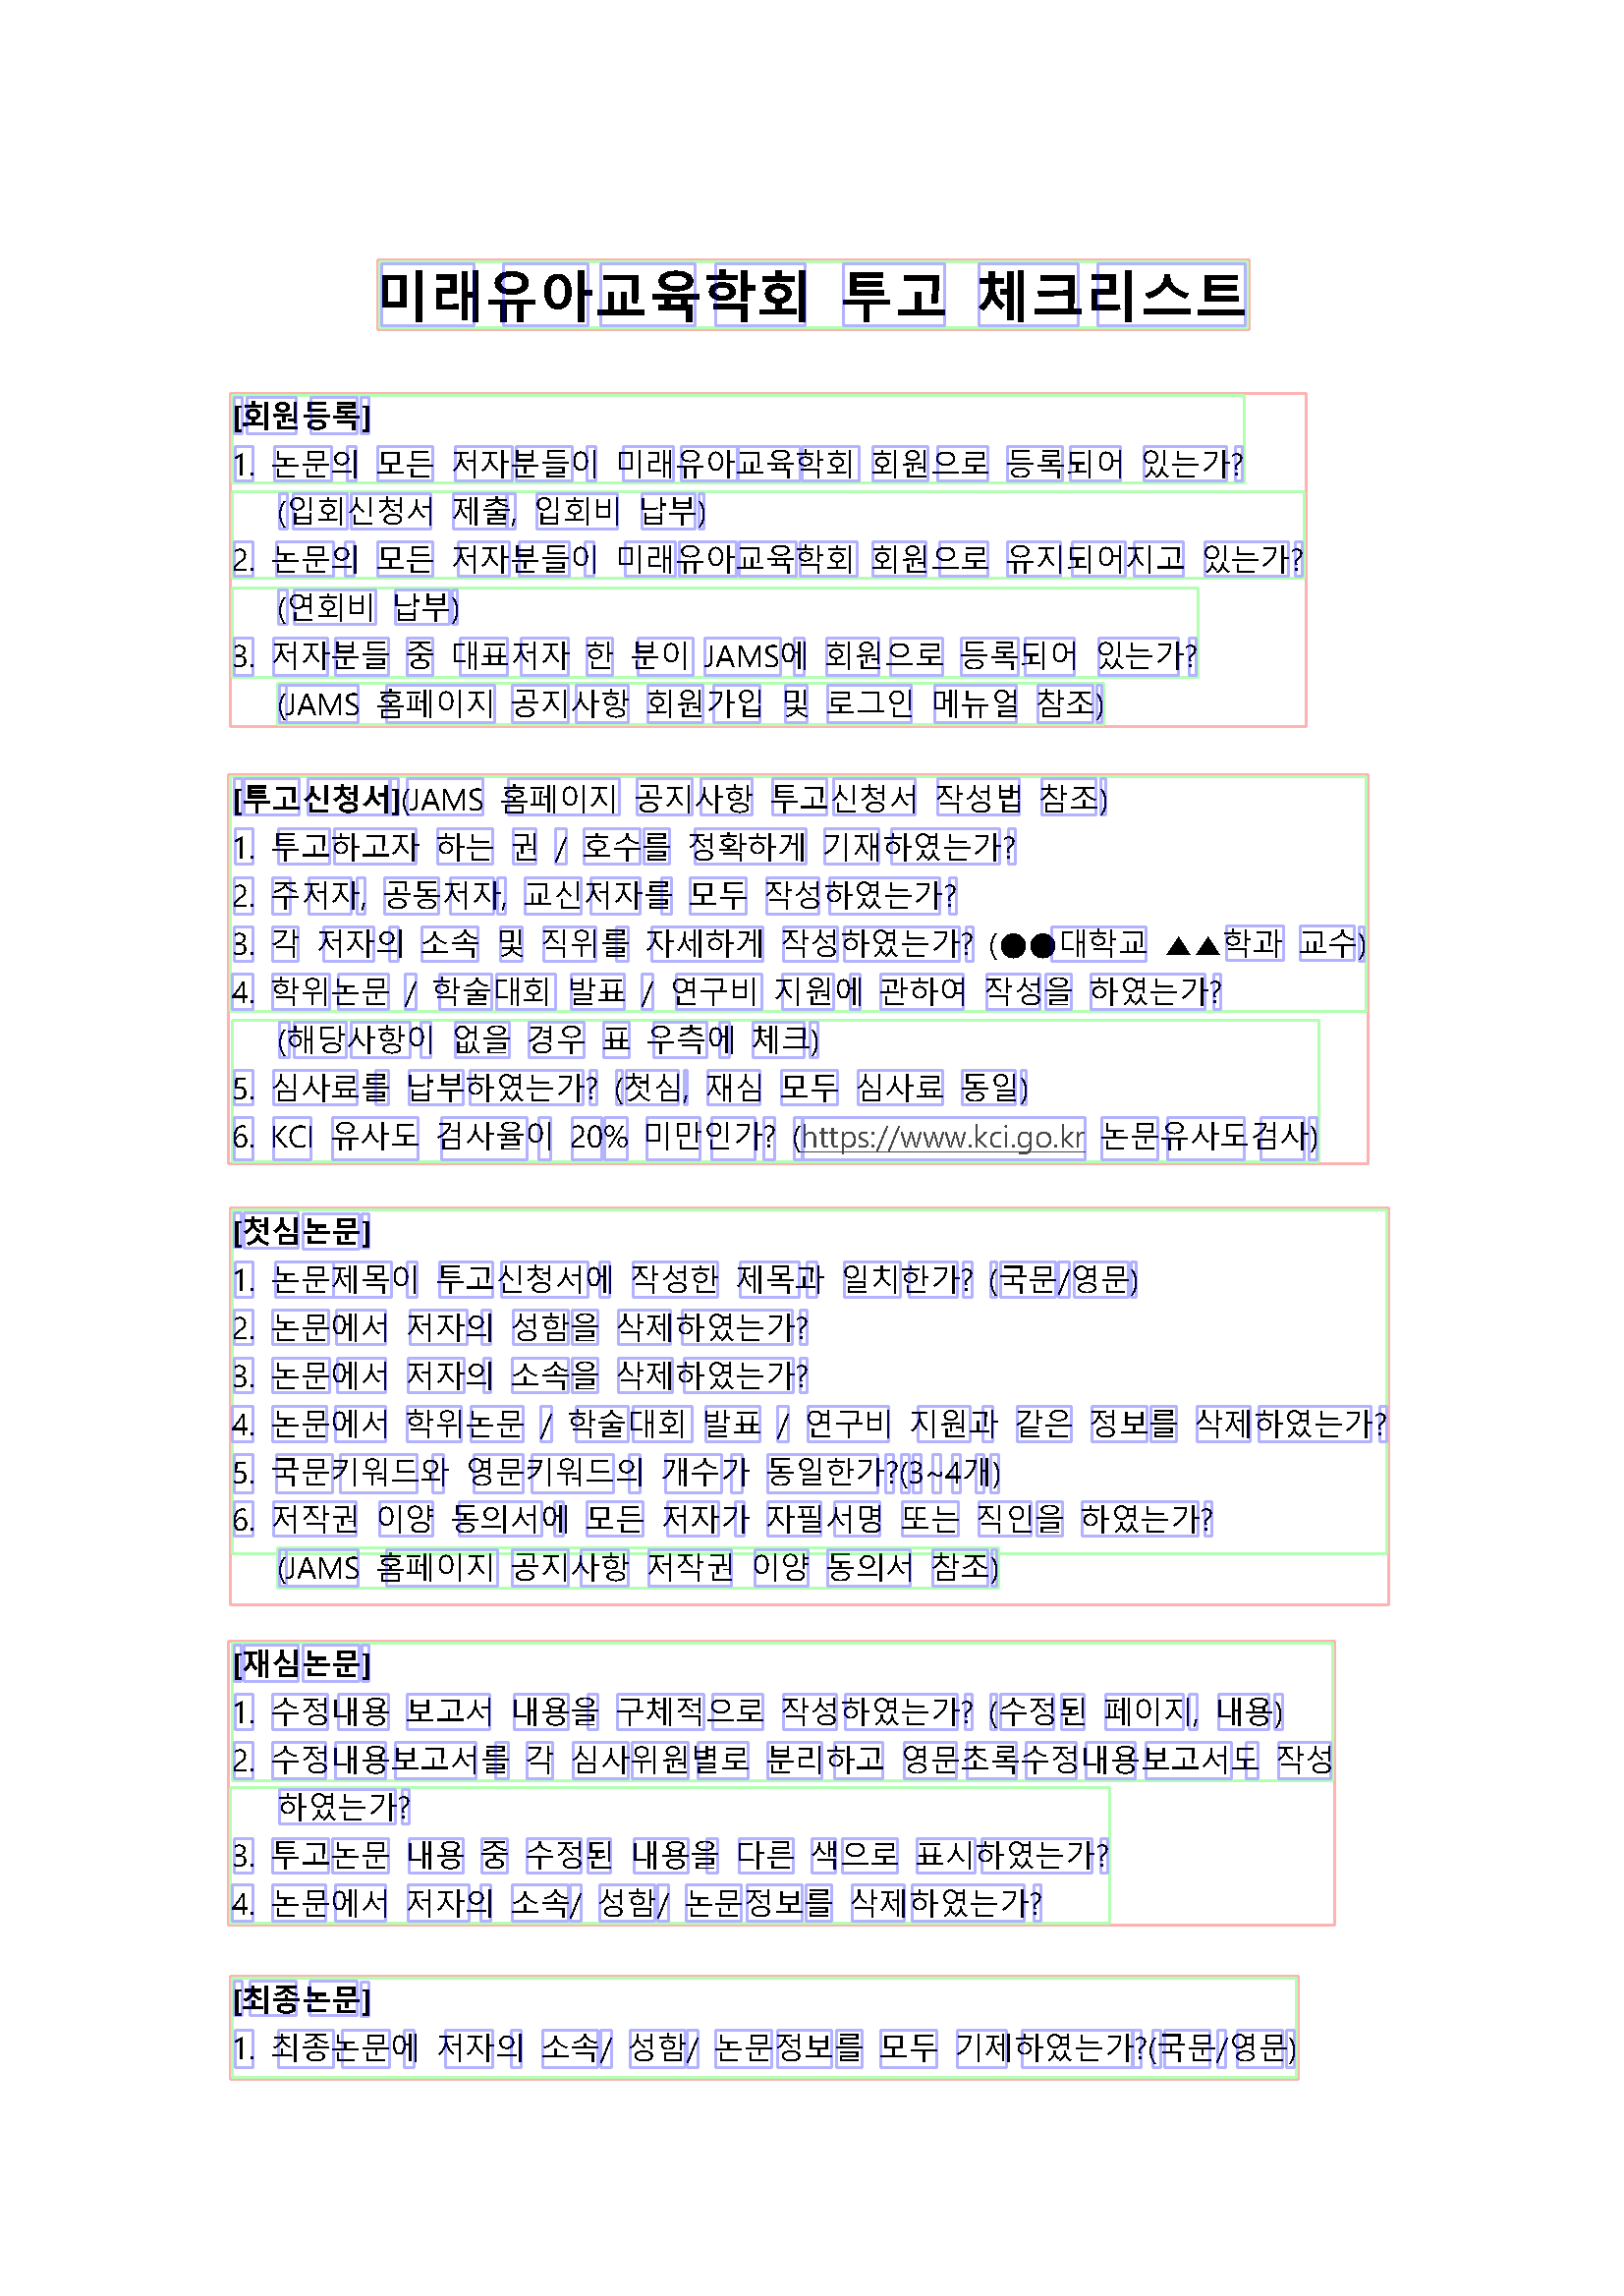 미래유아교육학회 투고 체크리스트
[회원등록]
1. 논문의 모든 저자분들이 미래유아교육학회 회원으로 등록되어 있는가?
(입회신청서 제출, 입회비 납부)
2. 논문의 모든 저자분들이 미래유아교육학회 회원으로 유지되어지고 있는가?
(연회비 납부)
3. 저자분들 중 대표저자 한 분이 JAMS에 회원으로 등록되어 있는가?
(JAMS 홈페이지 공지사항 회원가입 및 로그인 메뉴얼 참조)
[투고신청서](JAMS 홈페이지 공지사항 투고신청서 작성법 참조)
1. 투고하고자 하는 권 / 호수를 정확하게 기재하였는가?
2. 주저자, 공동저자, 교신저자를 모두 작성하였는가?
3. 각 저자의 소속 및 직위를 자세하게 작성하였는가? (●●대학교 ▲▲학과 교수)
4. 학위논문 / 학술대회 발표 / 연구비 지원에 관하여 작성을 하였는가?
(해당사항이 없을 경우 표 우측에 체크)
5. 심사료를 납부하였는가? (첫심, 재심 모두 심사료 동일)
6. KCI 유사도 검사율이 20% 미만인가? (https://www.kci.go.kr 논문유사도검사)
[첫심논문]
1. 논문제목이 투고신청서에 작성한 제목과 일치한가? (국문/영문)
2. 논문에서 저자의 성함을 삭제하였는가?
3. 논문에서 저자의 소속을 삭제하였는가?
4. 논문에서 학위논문 / 학술대회 발표 / 연구비 지원과 같은 정보를 삭제하였는가?
5. 국문키워드와 영문키워드의 개수가 동일한가?(3~4개)
6. 저작권 이양 동의서에 모든 저자가 자필서명 또는 직인을 하였는가?
(JAMS 홈페이지 공지사항 저작권 이양 동의서 참조)
[재심논문]
1. 수정내용 보고서 내용을 구체적으로 작성하였는가? (수정된 페이지, 내용)
2. 수정내용보고서를 각 심사위원별로 분리하고 영문초록수정내용보고서도 작성
하였는가?
3. 투고논문 내용 중 수정된 내용을 다른 색으로 표시하였는가?
4. 논문에서 저자의 소속/ 성함/ 논문정보를 삭제하였는가?
[최종논문]
1. 최종논문에 저자의 소속/ 성함/ 논문정보를 모두 기제하였는가?(국문/영문)